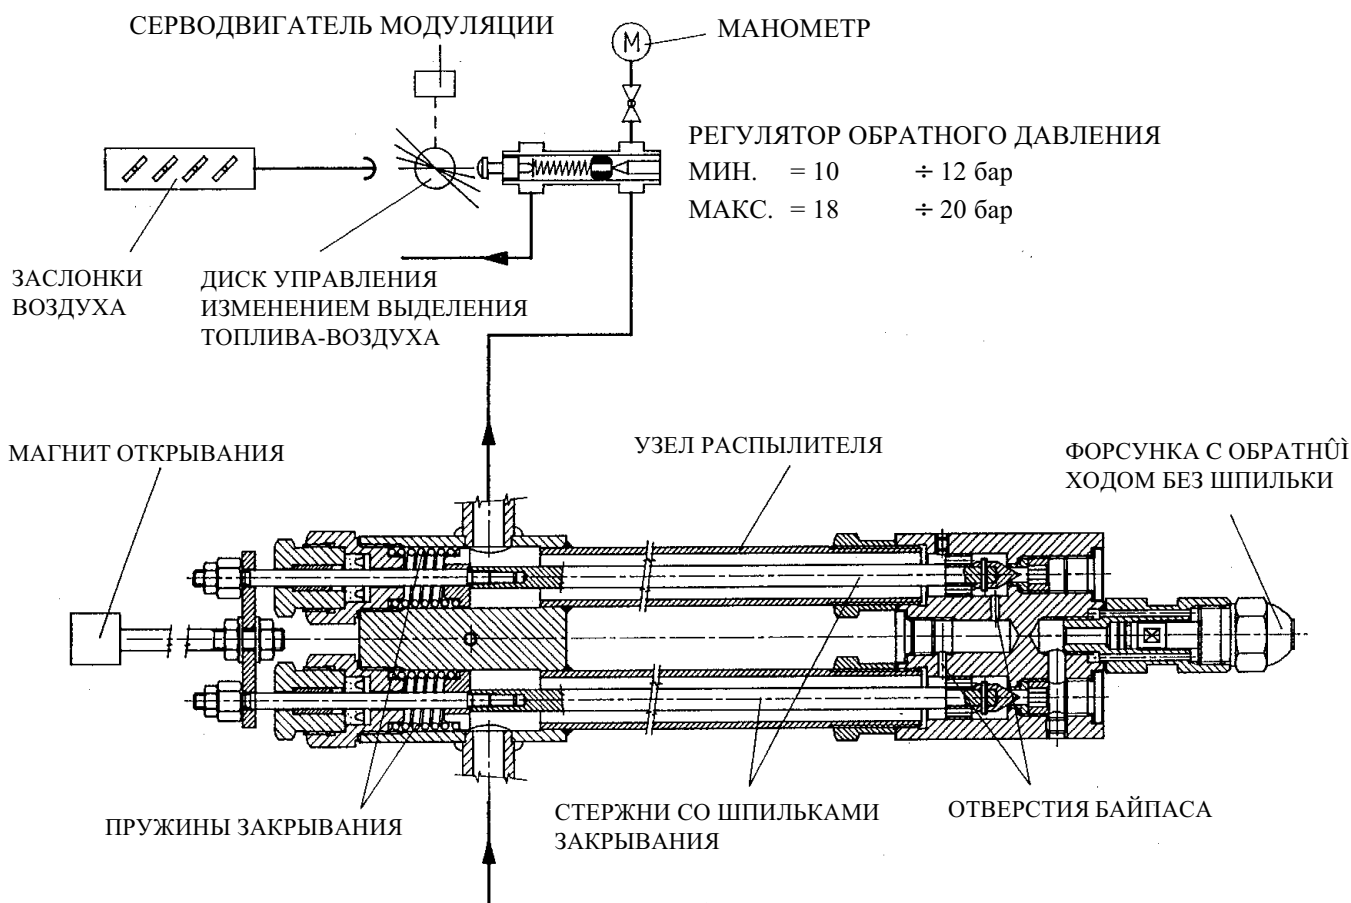 СЕРВОДВИГАТЕЛЬ МОДУЛЯЦИИ
МАНОМЕТР
М
РЕГУЛЯТОР ОБРАТНОГО ДАВЛЕНИЯ
МИН. = 10 ÷ 12 бар
МАКС. = 18 ÷ 20 бар
ЗАСЛОНКИ
ВОЗДУХА
ДИСК УПРАВЛЕНИЯ
ИЗМЕНЕНИЕМ ВЫДЕЛЕНИЯ
ТОПЛИВА-ВОЗДУХА
МАГНИТ ОТКРЫВАНИЯ
УЗЕЛ РАСПЫЛИТЕЛЯ
ФОРСУНКА С ОБРАТНÛÌ
ХОДОМ БЕЗ ШПИЛЬКИ
ПРУЖИНЫ ЗАКРЫВАНИЯ
СТЕРЖНИ СО ШПИЛЬКАМИ
ЗАКРЫВАНИЯ
ОТВЕРСТИЯ БАЙПАСА